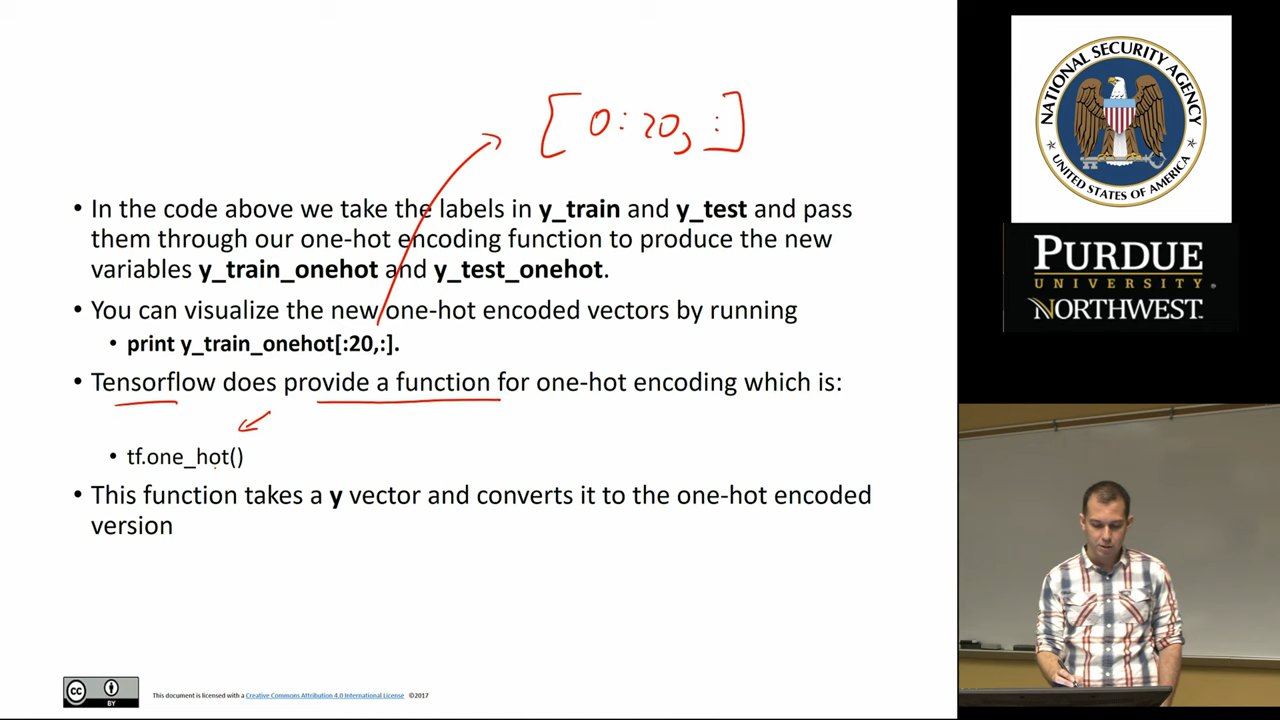 [ 0:20, :]
• In the code above we take the labels in y_train and y_test and pass
them through our one-hot encoding function to produce the new
variables y_train_onehot and y_test_onehot.
• You can visualize the new one-hot encoded vectors by running
• print y_train_onehot[:20,:].
• Tensorflow does provide a function for one-hot encoding which is:
• tf.one_hot()
• This function takes a y vector and converts it to the one-hot encoded
version
cc BY
This document is licensed with a Creative Commons Attribution 4.0 International License ©2017
NATIONAL SECURITY AGENCY
UNITED STATES OF AMERICA
PURDUE
UNIVERSITY®
NORTHWEST™